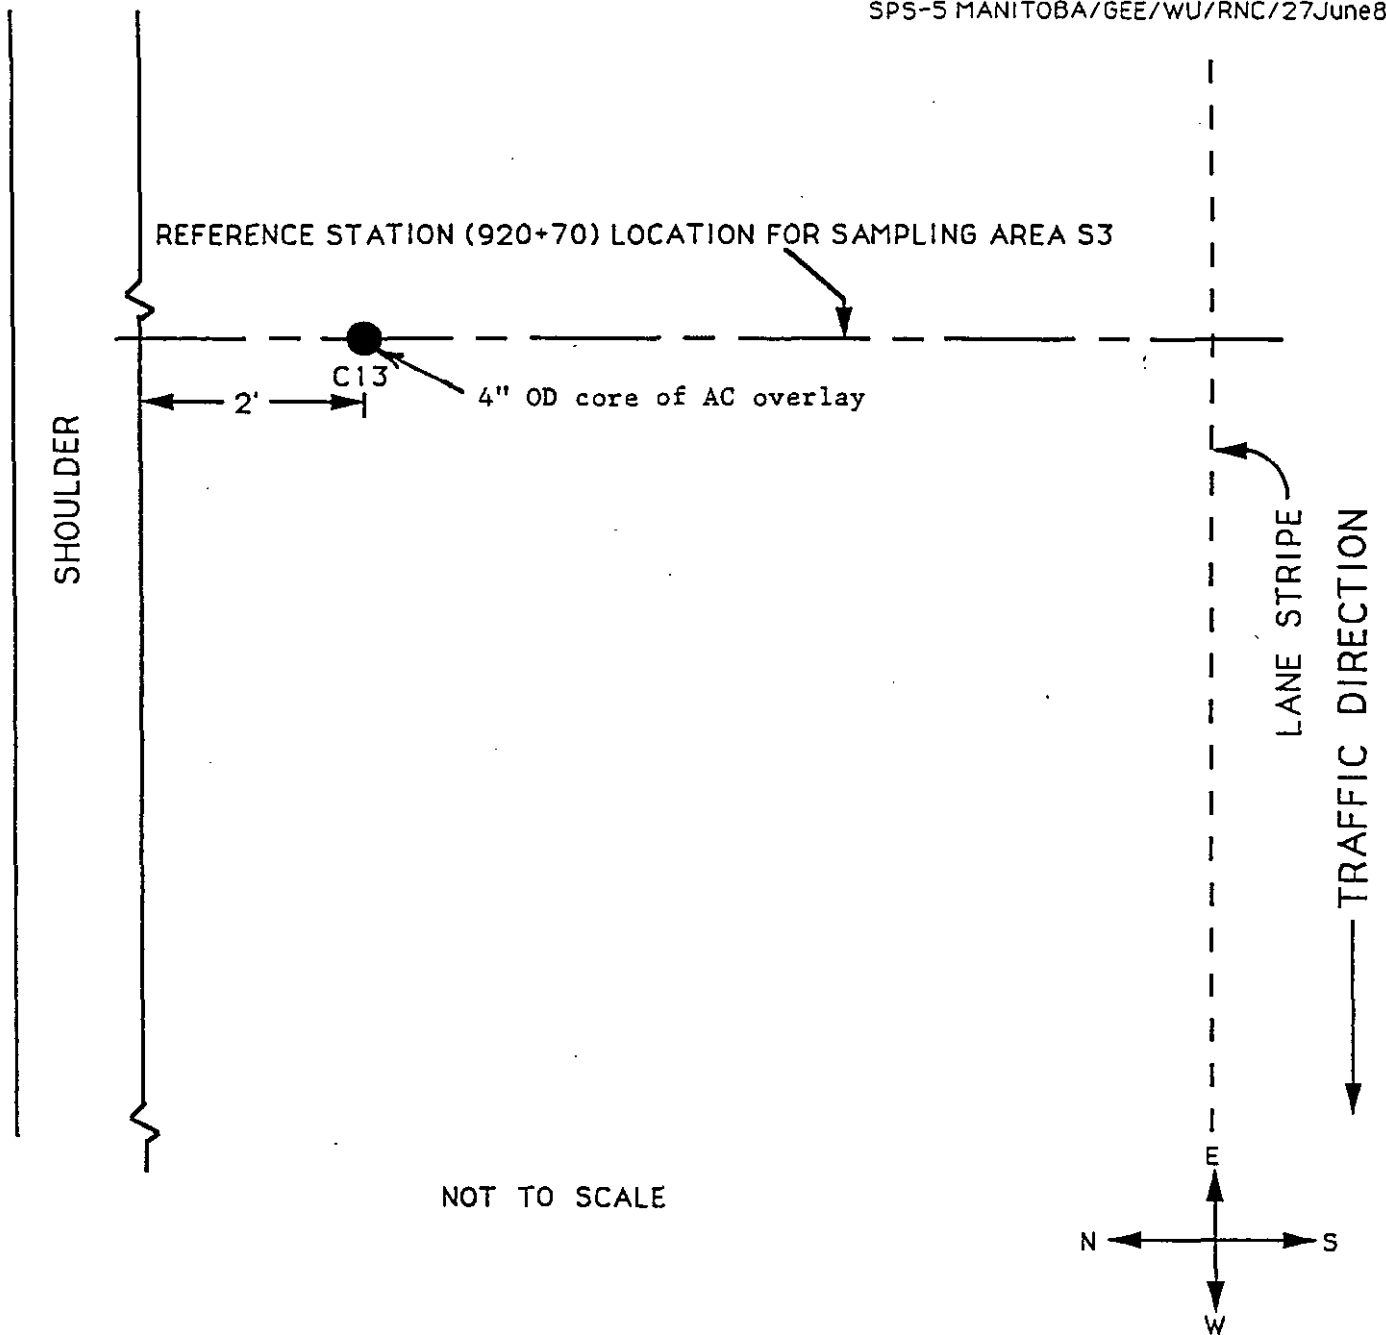 SPS-5 MANITOBA/GEE/WU/RNC/27June8
REFERENCE STATION (920+70) LOCATION FOR SAMPLING AREA S3
C13
4" OD core of AC overlay
2'
SHOULDER
LANE STRIPE
TRAFFIC DIRECTION
NOT TO SCALE
E
N
S
W